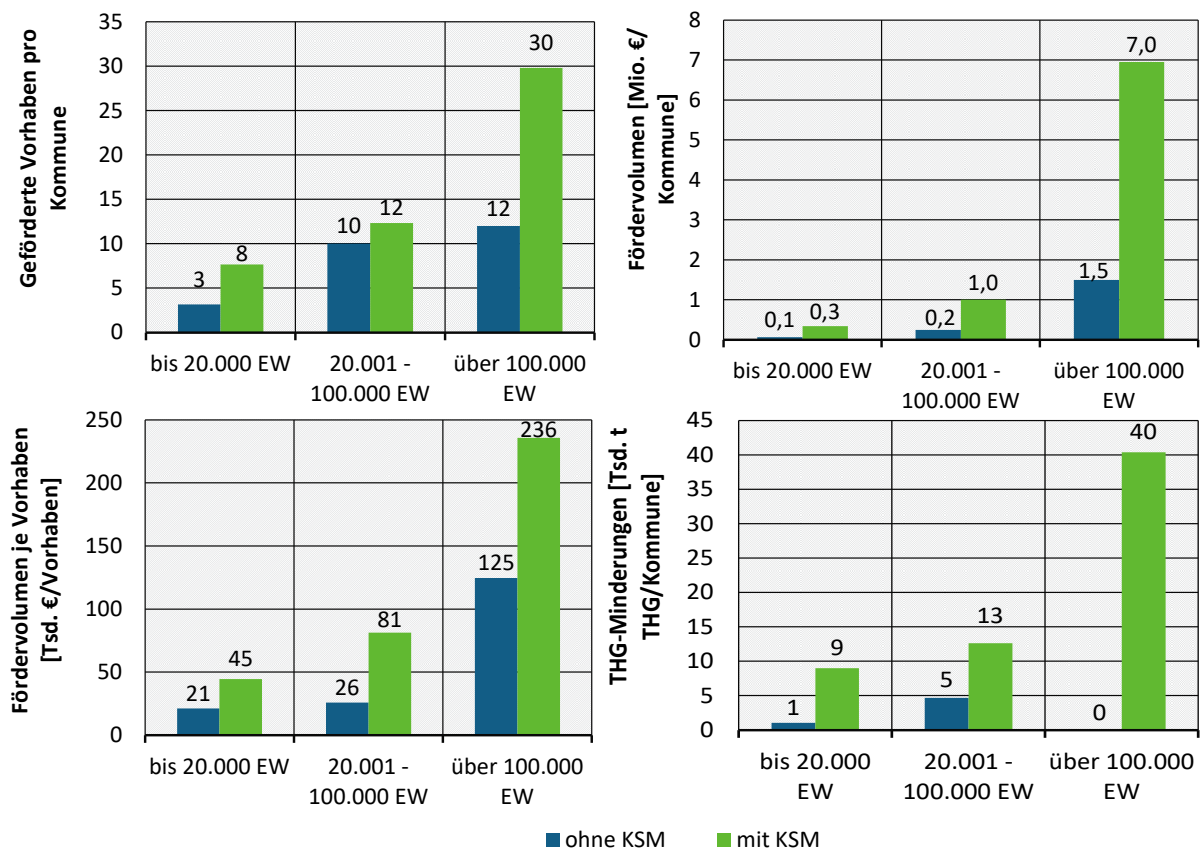 Geförderte Vorhaben pro
Kommune
35
30
25
20
15
10
5
0
3
8
10
12
12
30
bis 20.000 EW
20.001 -
100.000 EW
über 100.000
EW
Fördervolumen [Mio. €/
Kommune]
8
7
6
5
4
3
2
1
0
0,1
0,3
0,2
1,0
1,5
7,0
bis 20.000 EW
20.001 -
100.000 EW
über 100.000
EW
Fördervolumen je Vorhaben
[Tsd. €/Vorhaben]
250
200
150
100
50
0
21
45
26
81
125
236
bis 20.000 EW
20.001 -
100.000 EW
über 100.000
EW
THG-Minderungen [Tsd. t
THG/Kommune]
45
40
35
30
25
20
15
10
5
0
1
9
5
13
0
40
bis 20.000
EW
20.001 -
100.000 EW
über 100.000
EW
ohne KSM
mit KSM